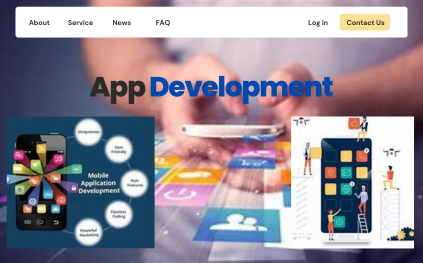 About Service News FAQ Log in Contact Us
App Development
Uniqueness
User
Friendly
Mobile
Application
Development
Rich
Features
Flawless
Coding
Powerful
Marketing